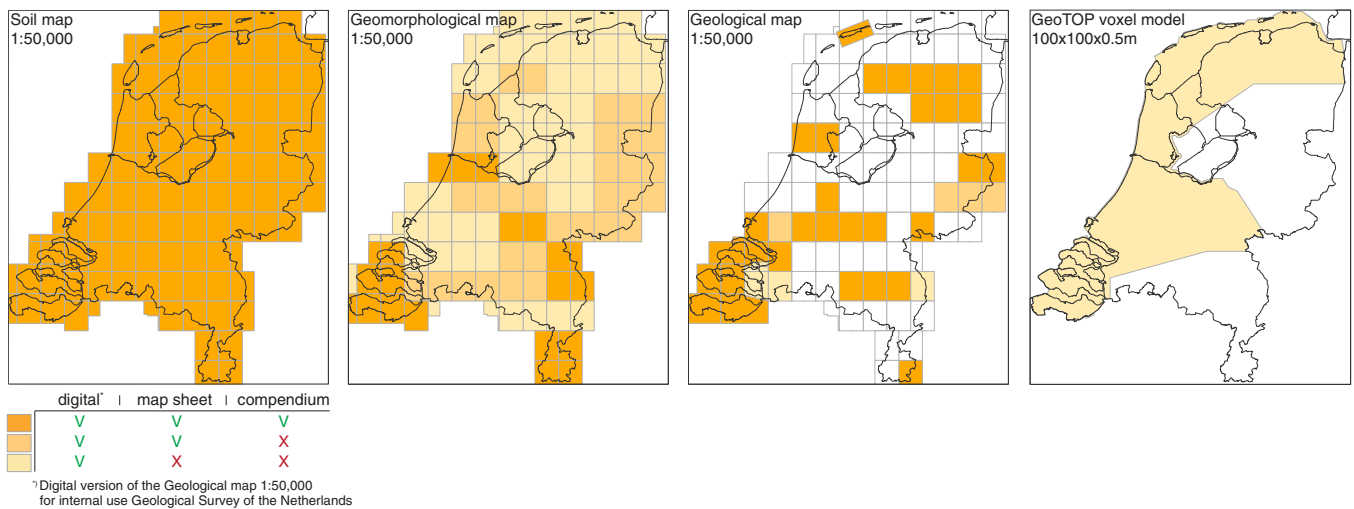 Soil map
1:50,000
Geomorphological map
1:50,000
Geological map
1:50,000
GeoTOP voxel model
100x100x0.5m
digital* | map sheet | compendium
V V V
V V X
V X X
*) Digital version of the Geological map 1:50,000
for internal use Geological Survey of the Netherlands